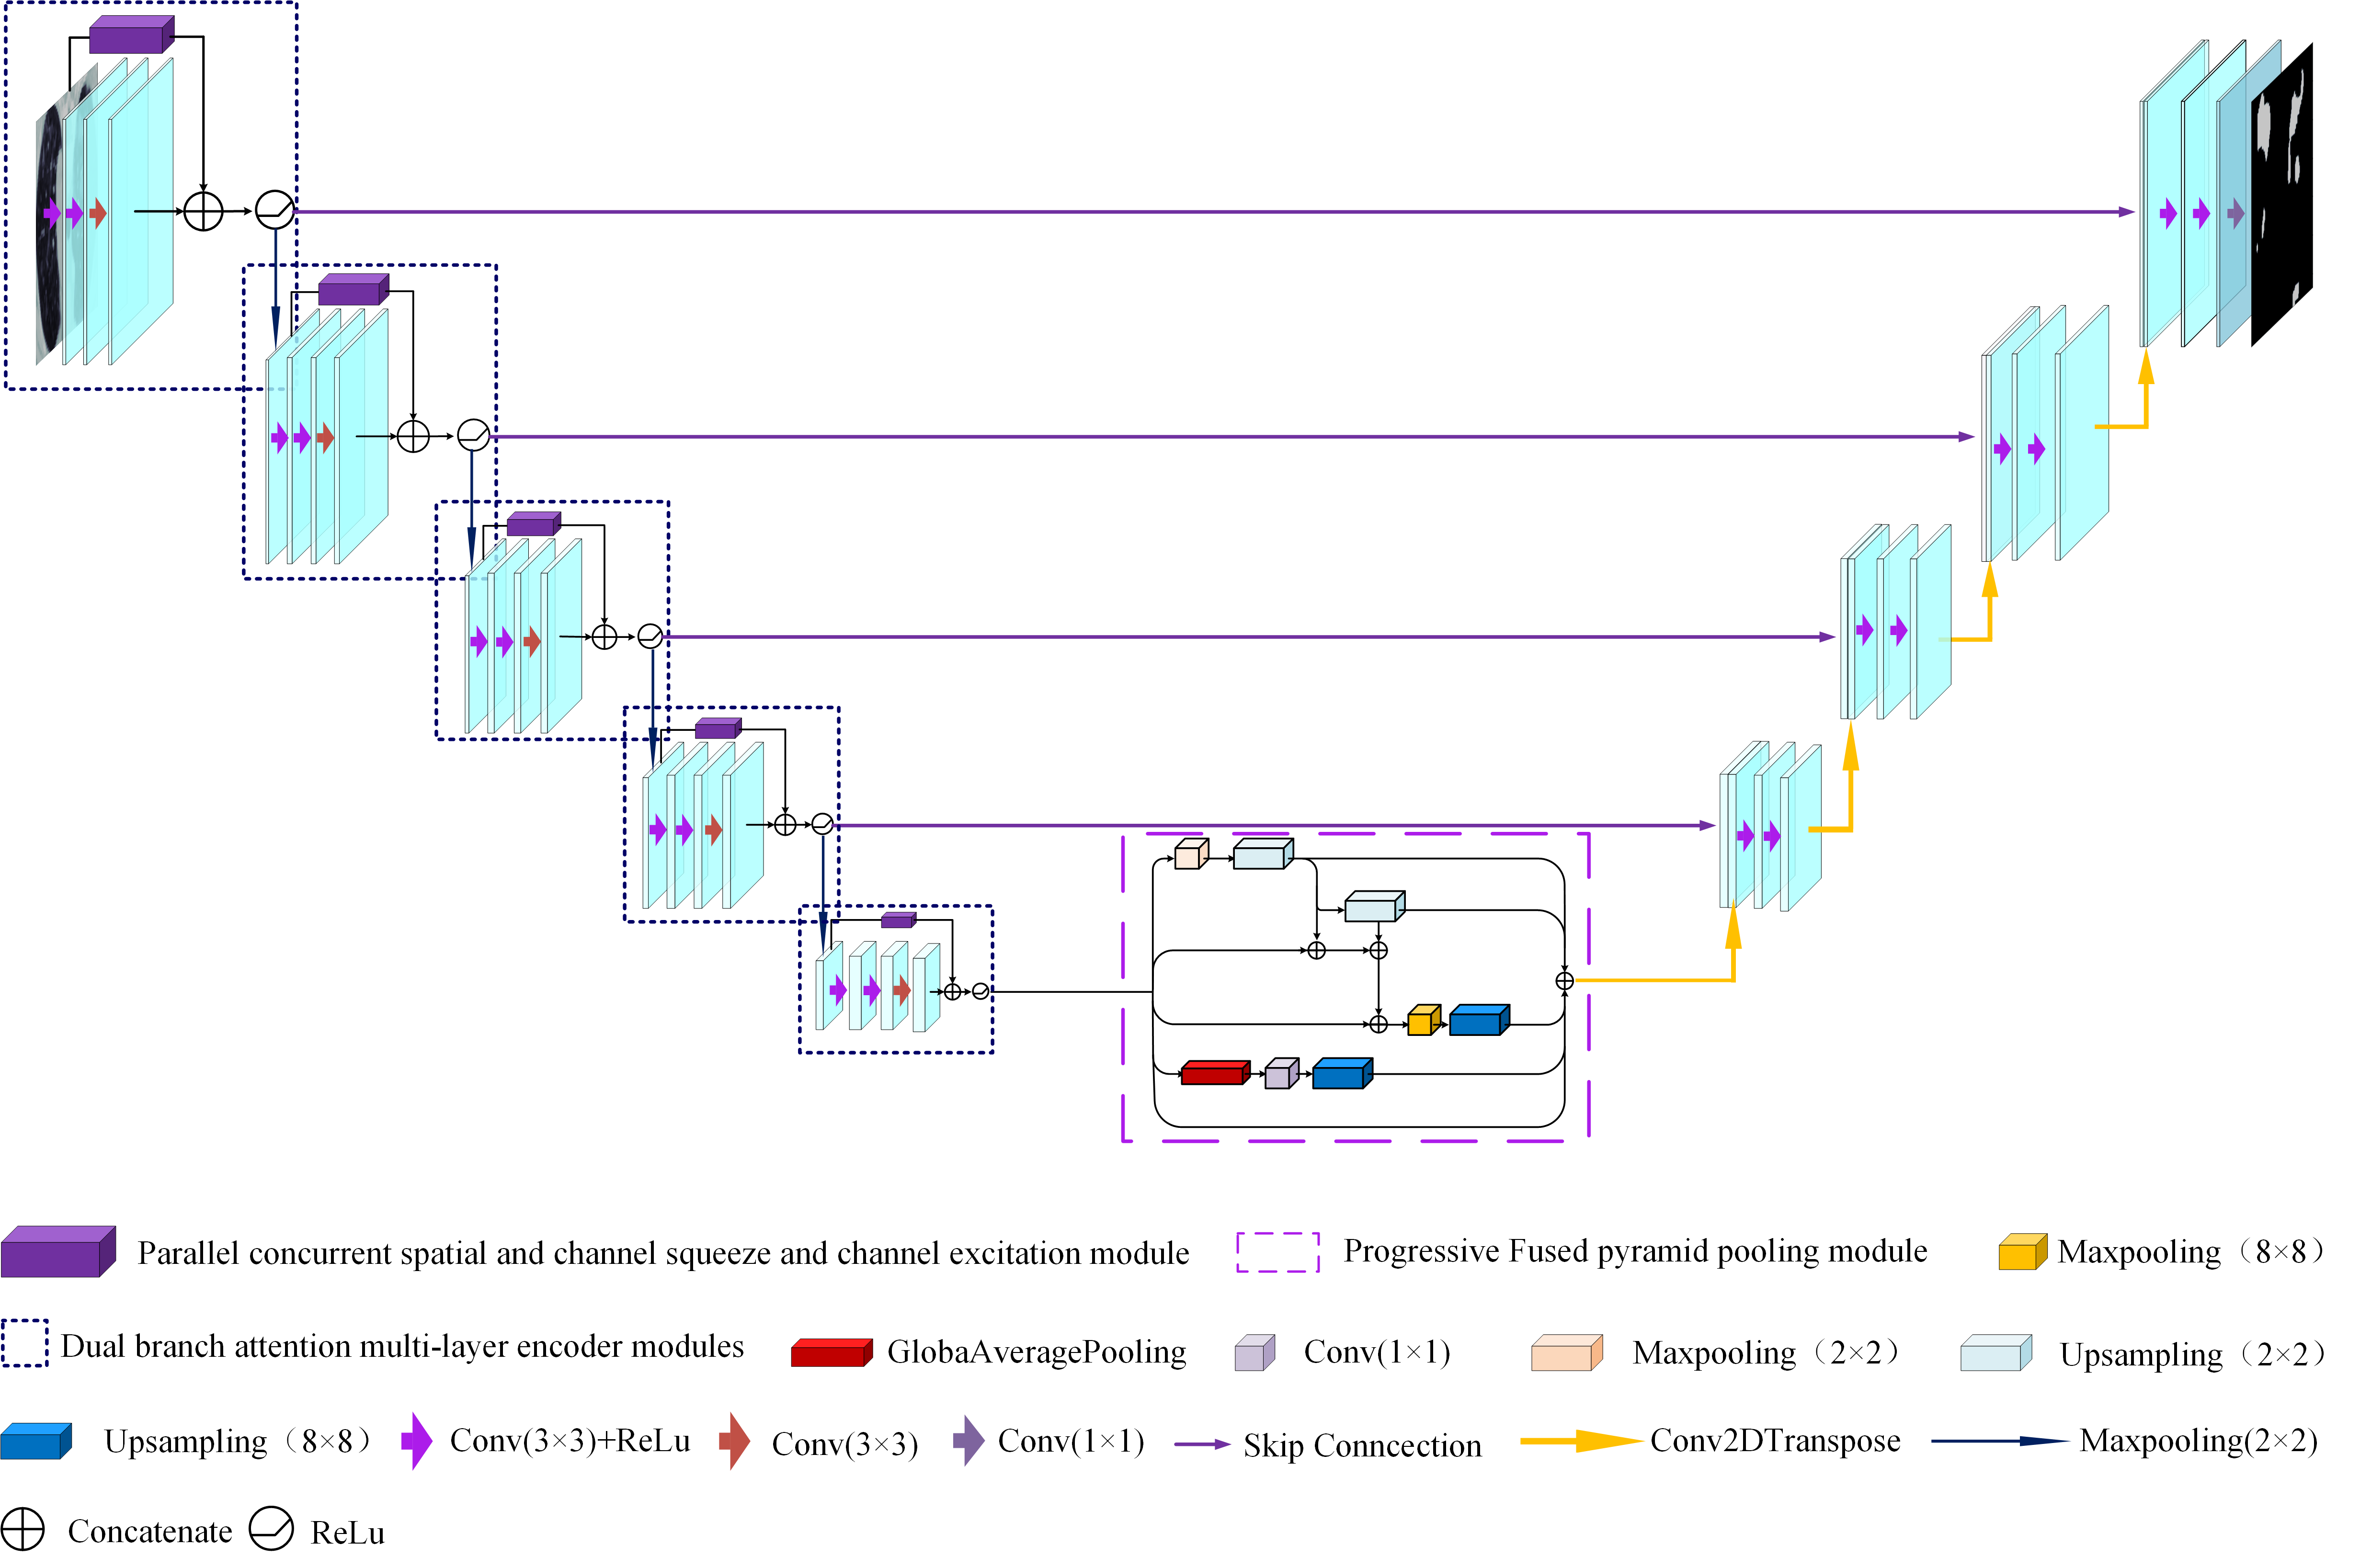 Parallel concurrent spatial and channel squeeze and channel excitation module
Progressive Fused pyramid pooling module
Maxpooling（8×8）
Dual branch attention multi-layer encoder modules
GlobaAveragePooling
Conv(1×1)
Maxpooling（2×2）
Upsampling（2×2）
Upsampling（8×8）
Conv(3×3)+ReLu
Conv(3×3)
Conv(1×1)
Skip Conncection
Conv2DTranspose
Maxpooling(2×2)
Concatenate
ReLu